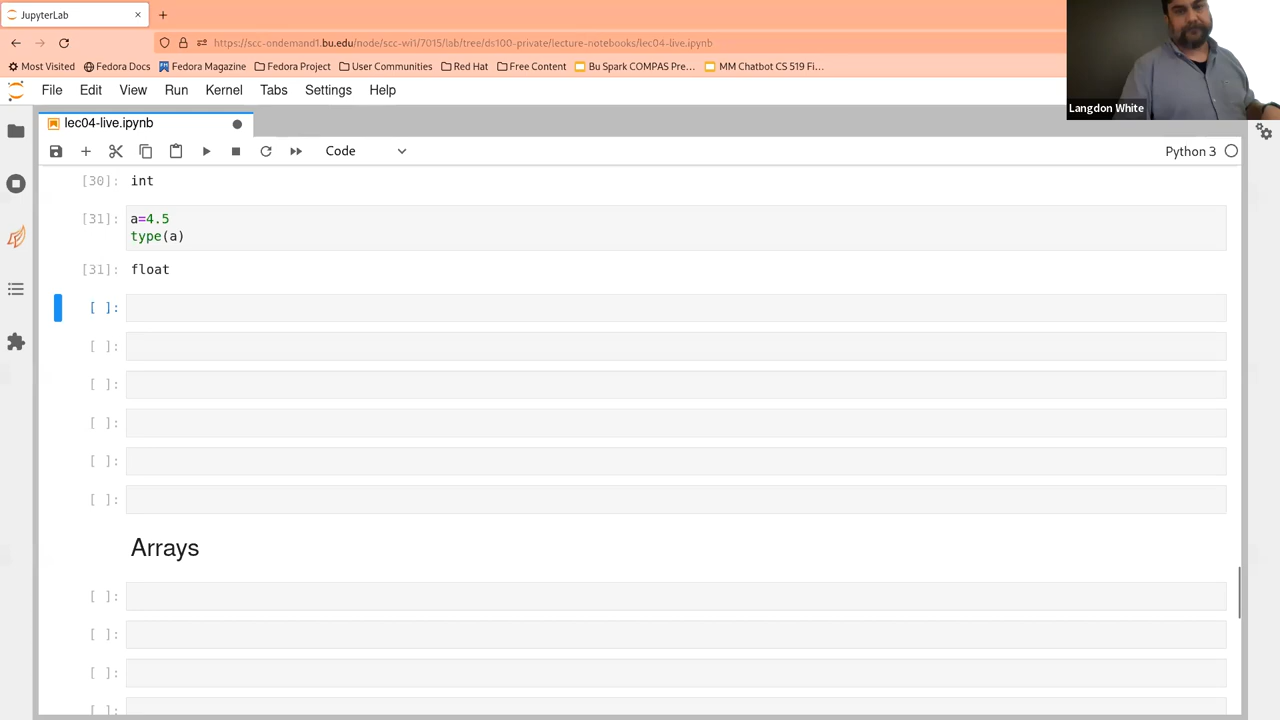 JupyterLab
https://scc-ondemand1.bu.edu/node/scc-wi1/7015/lab/tree/ds100-private/lecture-notebooks/lec04-live.ipynb
Most Visited Fedora Docs Fedora Magazine Fedora Project User Communities Red Hat Free Content Bu Spark COMPAS Pre… MM Chatbot CS 519 Fi…
Langdon White
File Edit View Run Kernel Tabs Settings Help
lec04-live.ipynb
Code Python 3
[30]: int
[31]: a=4.5
type(a)
[31]: float
[ ]:
[ ]:
[ ]:
[ ]:
[ ]:
[ ]:
Arrays
[ ]:
[ ]:
[ ]:
[ ]: